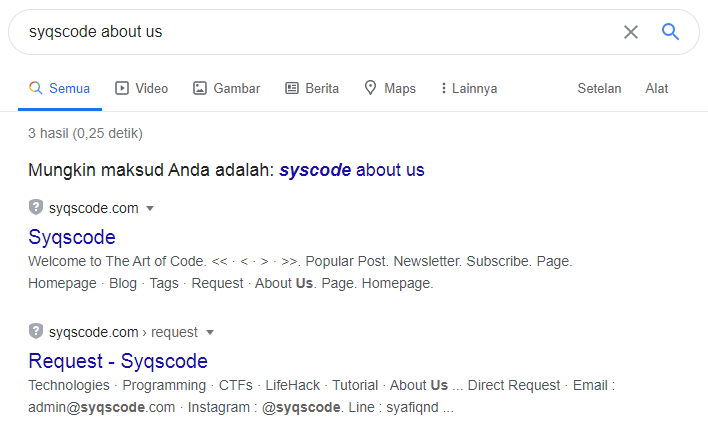 syqscode about us
Semua Video Gambar Berita Maps Lainnya Setelan Alat
3 hasil (0,25 detik)
Mungkin maksud Anda adalah: syscode about us
syqscode.com
Syqscode
Welcome to The Art of Code. << · < · > · >>. Popular Post. Newsletter. Subscribe. Page.
Homepage · Blog · Tags · Request · About Us. Page. Homepage.
syqscode.com › request
Request - Syqscode
Technologies · Programming · CTFs · LifeHack · Tutorial · About Us ... Direct Request · Email :
admin@syqscode.com · Instagram : @syqscode. Line : syafiqnd ...